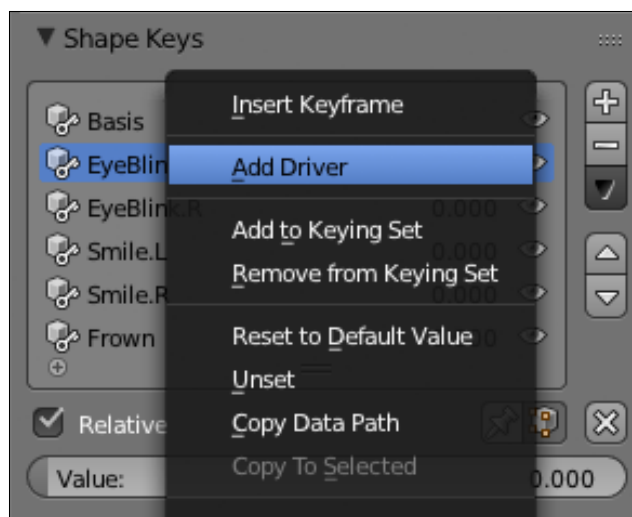 Shape Keys
Insert Keyframe
Basis
EyeBlin
Add Driver
EyeBlink.R 0.000
Add to Keying Set
Smile.L
Remove from Keying Set
Smile.R 0.000
Reset to Default Value
Frown
Unset
Relative
Copy Data Path
Copy To Selected
Value: 0.000